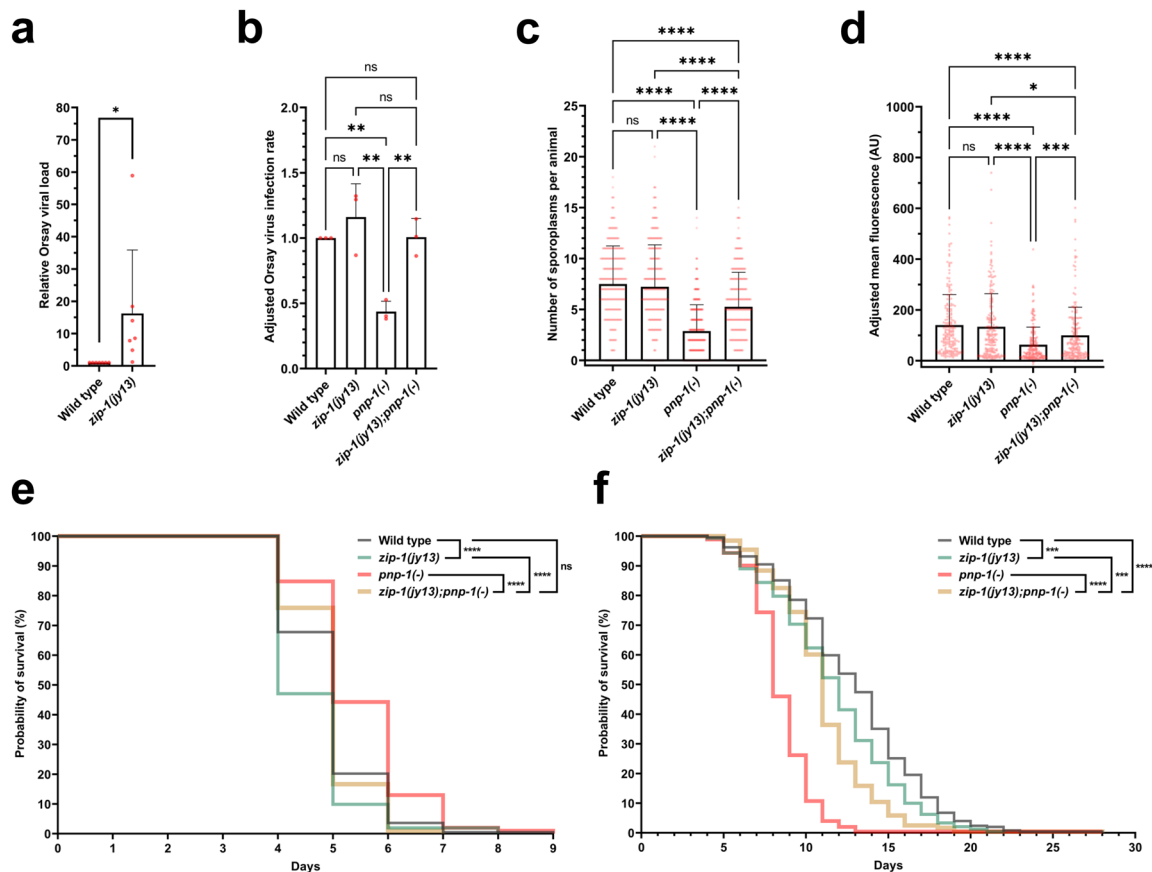 a
Relative Orsay viral load
80
70
60
50
40
30
20
10
0
*
Wild type
zip-1(jy13)
b
Adjusted Orsay virus infection rate
2.0
1.5
1.0
0.5
0.0
ns
ns
**
ns
**
**
Wild type
zip-1(jy13)
pnp-1(-)
zip-1(jy13);pnp-1(-)
c
Number of sporoplasms per animal
25
20
15
10
5
0
****
****
****
****
ns
****
Wild type
zip-1(jy13)
pnp-1(-)
zip-1(jy13);pnp-1(-)
d
Adjusted mean fluorescence (AU)
1000
800
600
400
200
0
****
*
****
ns
****
***
Wild type
zip-1(jy13)
pnp-1(-)
zip-1(jy13);pnp-1(-)
e
Probability of survival (%)
100
90
80
70
60
50
40
30
20
10
0
0 1 2 3 4 5 6 7 8 9
Days
Wild type
zip-1(jy13)
pnp-1(-)
zip-1(jy13);pnp-1(-)
****
****
****
ns
f
Probability of survival (%)
100
90
80
70
60
50
40
30
20
10
0
0 5 10 15 20 25 30
Days
Wild type
zip-1(jy13)
pnp-1(-)
zip-1(jy13);pnp-1(-)
***
****
***
****